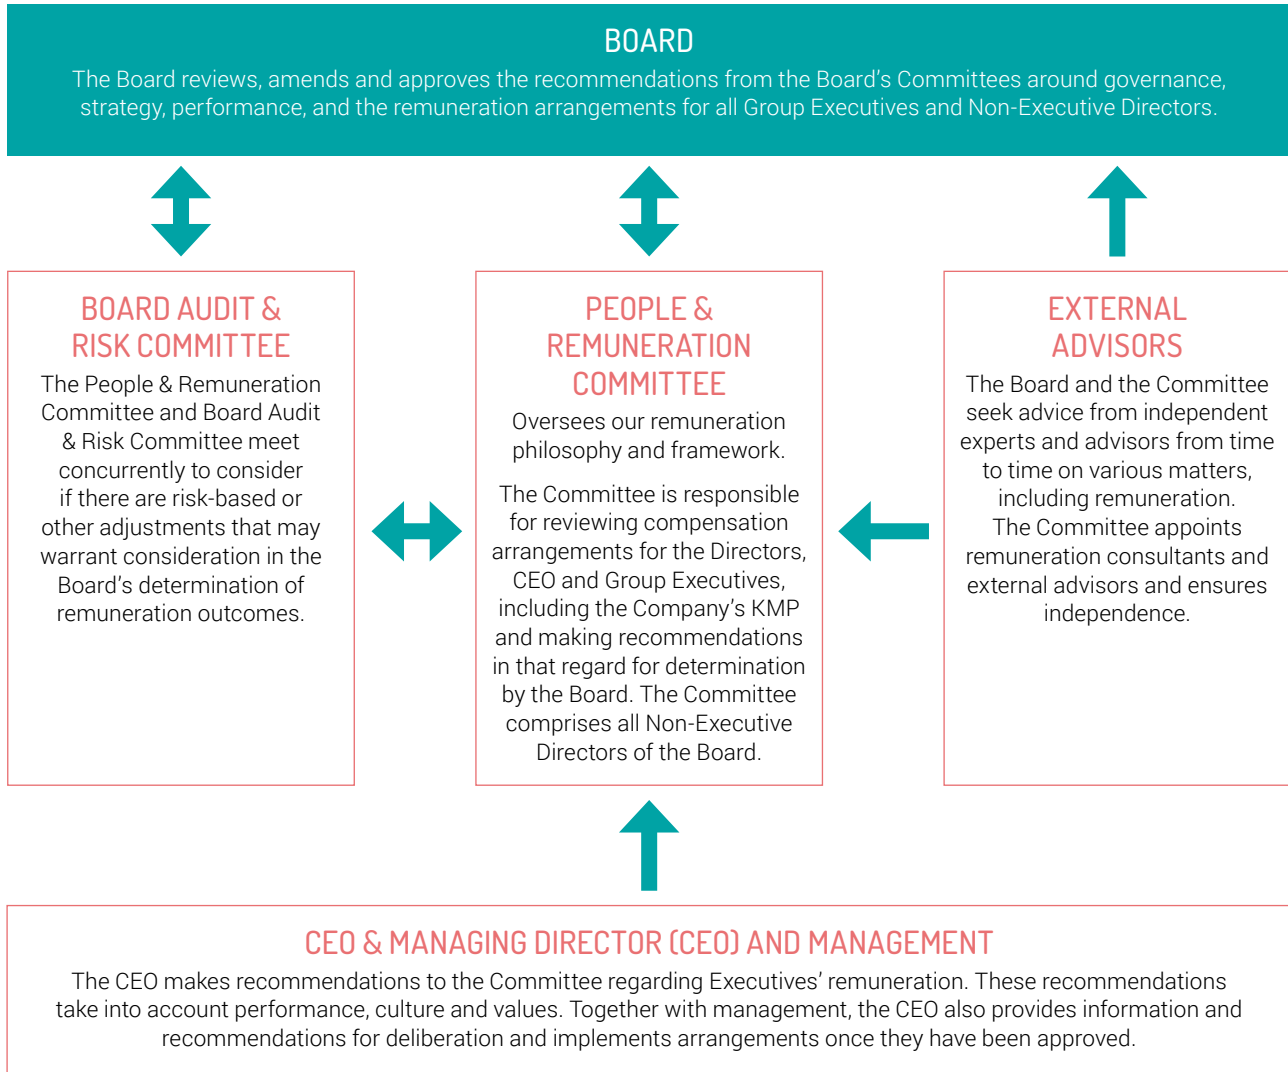 BOARD
The Board reviews, amends and approves the recommendations from the Board’s Committees around governance,
strategy, performance, and the remuneration arrangements for all Group Executives and Non-Executive Directors.
BOARD AUDIT &
RISK COMMITTEE
The People & Remuneration
Committee and Board Audit
& Risk Committee meet
concurrently to consider
if there are risk-based or
other adjustments that may
warrant consideration in the
Board’s determination of
remuneration outcomes.
PEOPLE &
REMUNERATION
COMMITTEE
Oversees our remuneration
philosophy and framework.
The Committee is responsible
for reviewing compensation
arrangements for the Directors,
CEO and Group Executives,
including the Company’s KMP
and making recommendations
in that regard for determination
by the Board. The Committee
comprises all Non-Executive
Directors of the Board.
EXTERNAL
ADVISORS
The Board and the Committee
seek advice from independent
experts and advisors from time
to time on various matters,
including remuneration.
The Committee appoints
remuneration consultants and
external advisors and ensures
independence.
CEO & MANAGING DIRECTOR (CEO) AND MANAGEMENT
The CEO makes recommendations to the Committee regarding Executives’ remuneration. These recommendations
take into account performance, culture and values. Together with management, the CEO also provides information and
recommendations for deliberation and implements arrangements once they have been approved.